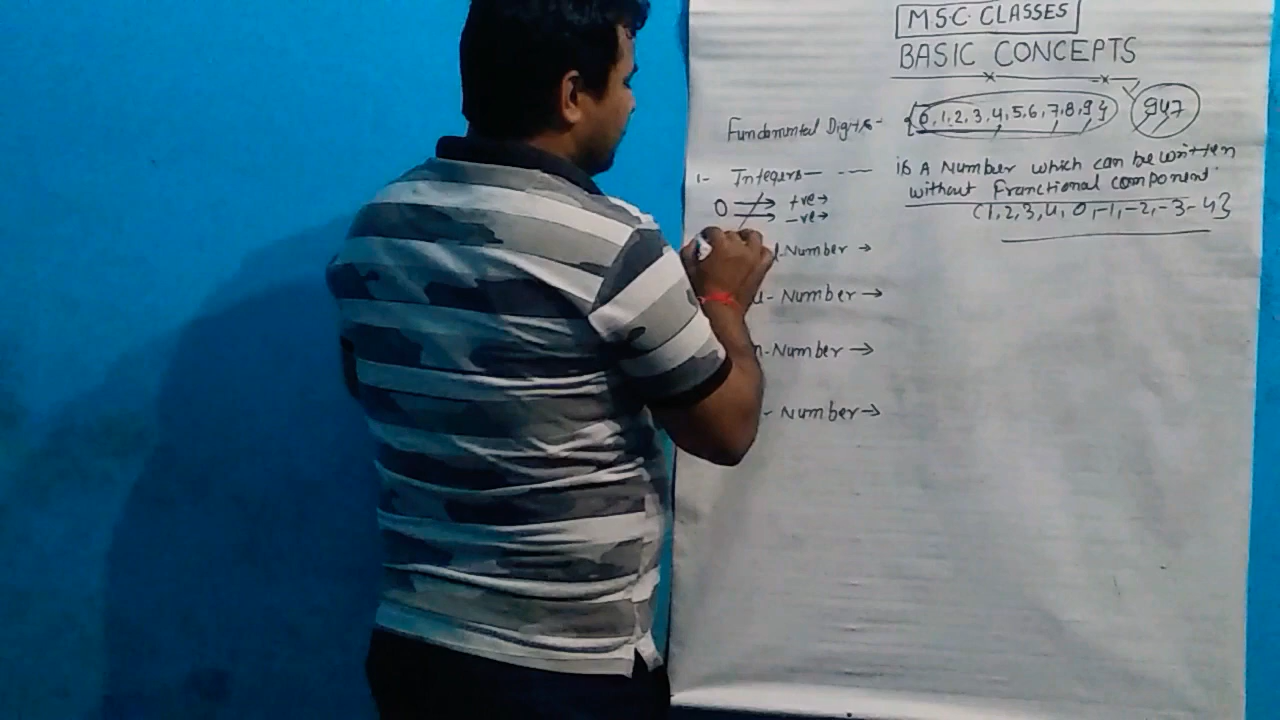 M.S.C. CLASSES
BASIC CONCEPTS
Fundamental Digits- {0,1,2,3,4,5,6,7,8,9} 947
1- Integers— is A Number which can be written
without Franctional component.
0 +ve→
-ve→
(1,2,3,4,0,-1,-2,-3-4}
Number →
Number →
Number →
Number →